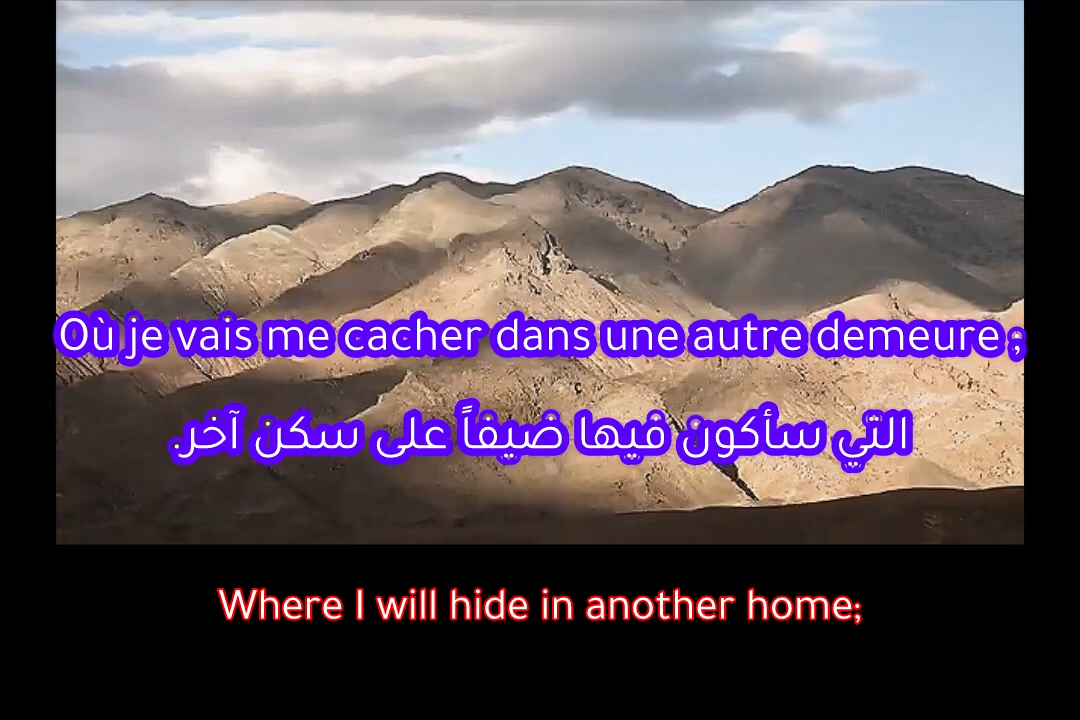 Où je vais me cacher dans une autre demeure ;
التي سأكون فيها ضيفاً على سكن آخر.
Where I will hide in another home;